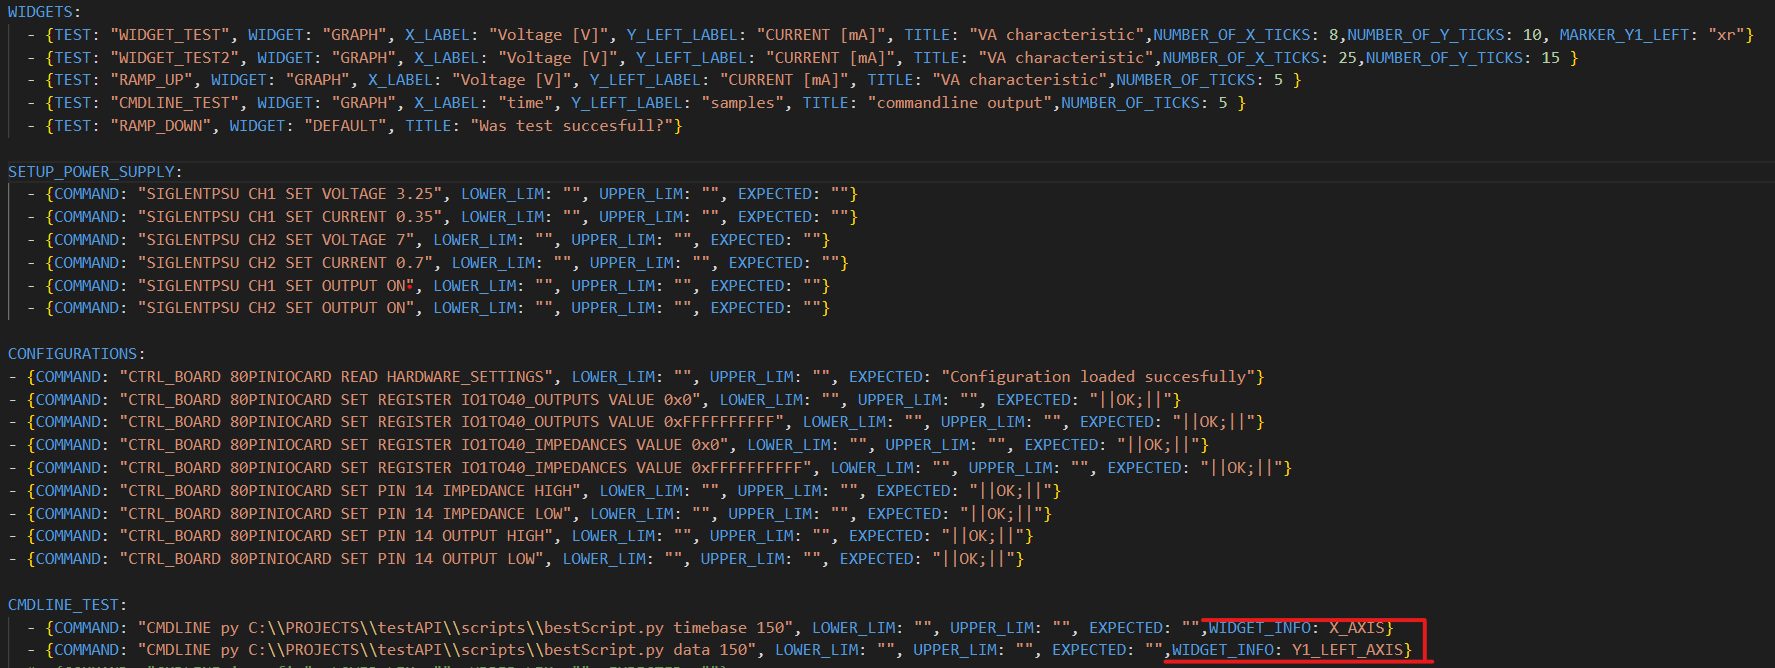 WIDGETS:
- {TEST: "WIDGET_TEST", WIDGET: "GRAPH", X_LABEL: "Voltage [V]", Y_LEFT_LABEL: "CURRENT [mA]", TITLE: "VA characteristic",NUMBER_OF_X_TICKS: 8,NUMBER_OF_Y_TICKS: 10, MARKER_Y1_LEFT: "xr"}
- {TEST: "WIDGET_TEST2", WIDGET: "GRAPH", X_LABEL: "Voltage [V]", Y_LEFT_LABEL: "CURRENT [mA]", TITLE: "VA characteristic",NUMBER_OF_X_TICKS: 25,NUMBER_OF_Y_TICKS: 15 }
- {TEST: "RAMP_UP", WIDGET: "GRAPH", X_LABEL: "Voltage [V]", Y_LEFT_LABEL: "CURRENT [mA]", TITLE: "VA characteristic",NUMBER_OF_TICKS: 5 }
- {TEST: "CMDLINE_TEST", WIDGET: "GRAPH", X_LABEL: "time", Y_LEFT_LABEL: "samples", TITLE: "commandline output",NUMBER_OF_TICKS: 5 }
- {TEST: "RAMP_DOWN", WIDGET: "DEFAULT", TITLE: "Was test succesfull?"}
SETUP_POWER_SUPPLY:
- {COMMAND: "SIGLENTPSU CH1 SET VOLTAGE 3.25", LOWER_LIM: "", UPPER_LIM: "", EXPECTED: ""}
- {COMMAND: "SIGLENTPSU CH1 SET CURRENT 0.35", LOWER_LIM: "", UPPER_LIM: "", EXPECTED: ""}
- {COMMAND: "SIGLENTPSU CH2 SET VOLTAGE 7", LOWER_LIM: "", UPPER_LIM: "", EXPECTED: ""}
- {COMMAND: "SIGLENTPSU CH2 SET CURRENT 0.7", LOWER_LIM: "", UPPER_LIM: "", EXPECTED: ""}
- {COMMAND: "SIGLENTPSU CH1 SET OUTPUT ON", LOWER_LIM: "", UPPER_LIM: "", EXPECTED: ""}
- {COMMAND: "SIGLENTPSU CH2 SET OUTPUT ON", LOWER_LIM: "", UPPER_LIM: "", EXPECTED: ""}
CONFIGURATIONS:
- {COMMAND: "CTRL_BOARD 80PINIOCARD READ HARDWARE_SETTINGS", LOWER_LIM: "", UPPER_LIM: "", EXPECTED: "Configuration loaded succesfully"}
- {COMMAND: "CTRL_BOARD 80PINIOCARD SET REGISTER IO1TO40_OUTPUTS VALUE 0x0", LOWER_LIM: "", UPPER_LIM: "", EXPECTED: "||OK;||"}
- {COMMAND: "CTRL_BOARD 80PINIOCARD SET REGISTER IO1TO40_OUTPUTS VALUE 0xFFFFFFFFFF", LOWER_LIM: "", UPPER_LIM: "", EXPECTED: "||OK;||"}
- {COMMAND: "CTRL_BOARD 80PINIOCARD SET REGISTER IO1TO40_IMPEDANCES VALUE 0x0", LOWER_LIM: "", UPPER_LIM: "", EXPECTED: "||OK;||"}
- {COMMAND: "CTRL_BOARD 80PINIOCARD SET REGISTER IO1TO40_IMPEDANCES VALUE 0xFFFFFFFFFF", LOWER_LIM: "", UPPER_LIM: "", EXPECTED: "||OK;||"}
- {COMMAND: "CTRL_BOARD 80PINIOCARD SET PIN 14 IMPEDANCE HIGH", LOWER_LIM: "", UPPER_LIM: "", EXPECTED: "||OK;||"}
- {COMMAND: "CTRL_BOARD 80PINIOCARD SET PIN 14 IMPEDANCE LOW", LOWER_LIM: "", UPPER_LIM: "", EXPECTED: "||OK;||"}
- {COMMAND: "CTRL_BOARD 80PINIOCARD SET PIN 14 OUTPUT HIGH", LOWER_LIM: "", UPPER_LIM: "", EXPECTED: "||OK;||"}
- {COMMAND: "CTRL_BOARD 80PINIOCARD SET PIN 14 OUTPUT LOW", LOWER_LIM: "", UPPER_LIM: "", EXPECTED: "||OK;||"}
CMDLINE_TEST:
- {COMMAND: "CMDLINE py C:\\PROJECTS\\testAPI\\scripts\\bestScript.py timebase 150", LOWER_LIM: "", UPPER_LIM: "", EXPECTED: "",WIDGET_INFO: X_AXIS}
- {COMMAND: "CMDLINE py C:\\PROJECTS\\testAPI\\scripts\\bestScript.py data 150", LOWER_LIM: "", UPPER_LIM: "", EXPECTED: "",WIDGET_INFO: Y1_LEFT_AXIS}